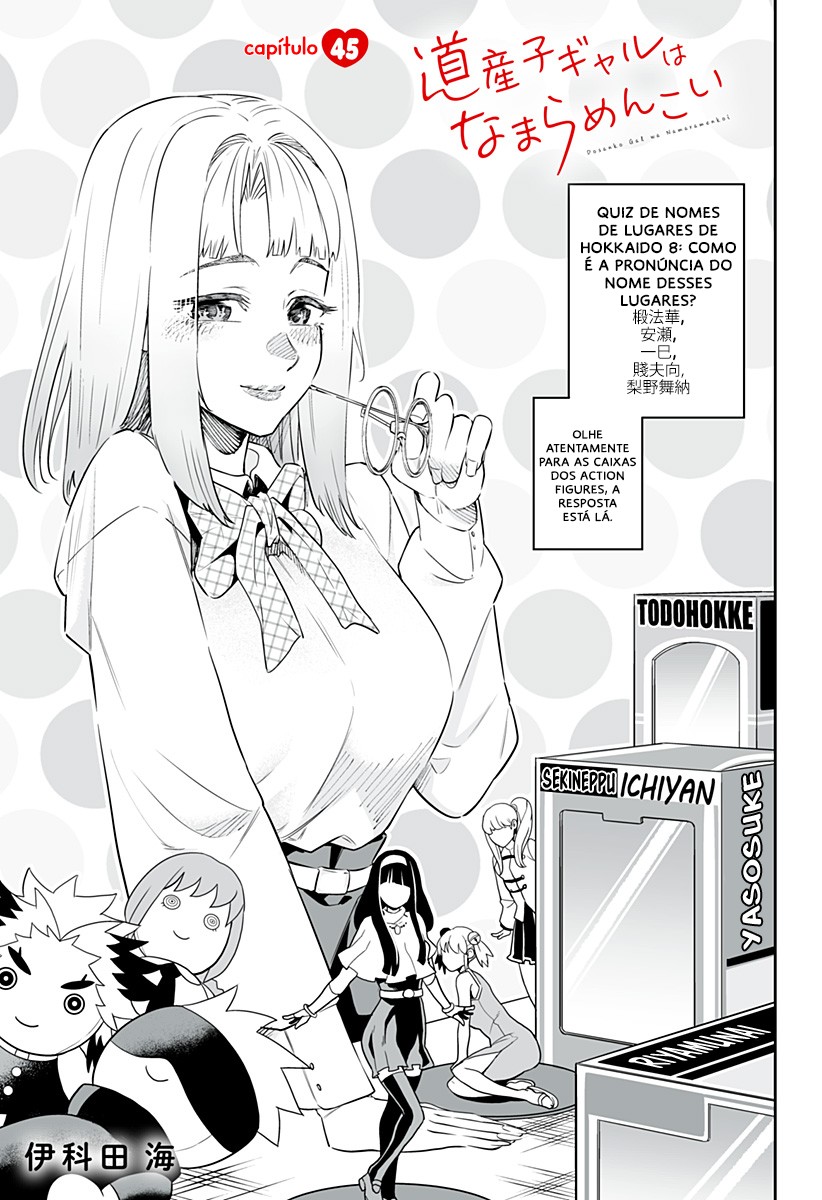 capítulo 45
道産子ギャルは
なまらめんこい
Dosanko Gal wa Namaramenkoi
QUIZ DE NOMES
DE LUGARES DE
HOKKAIDO 8: COMO
É A PRONÚNCIA DO
NOME DESSES
LUGARES?
椴法華,
安瀬,
一已,
賤夫向,
梨野舞納
OLHE
ATENTAMENTE
PARA AS CAIXAS
DOS ACTION
FIGURES, A
RESPOSTA
ESTÁ LÁ.
TODOHOKKE
SEKINEPPU
ICHIYAN
YASOSUKE
RIYAMUNAI
伊科田 海